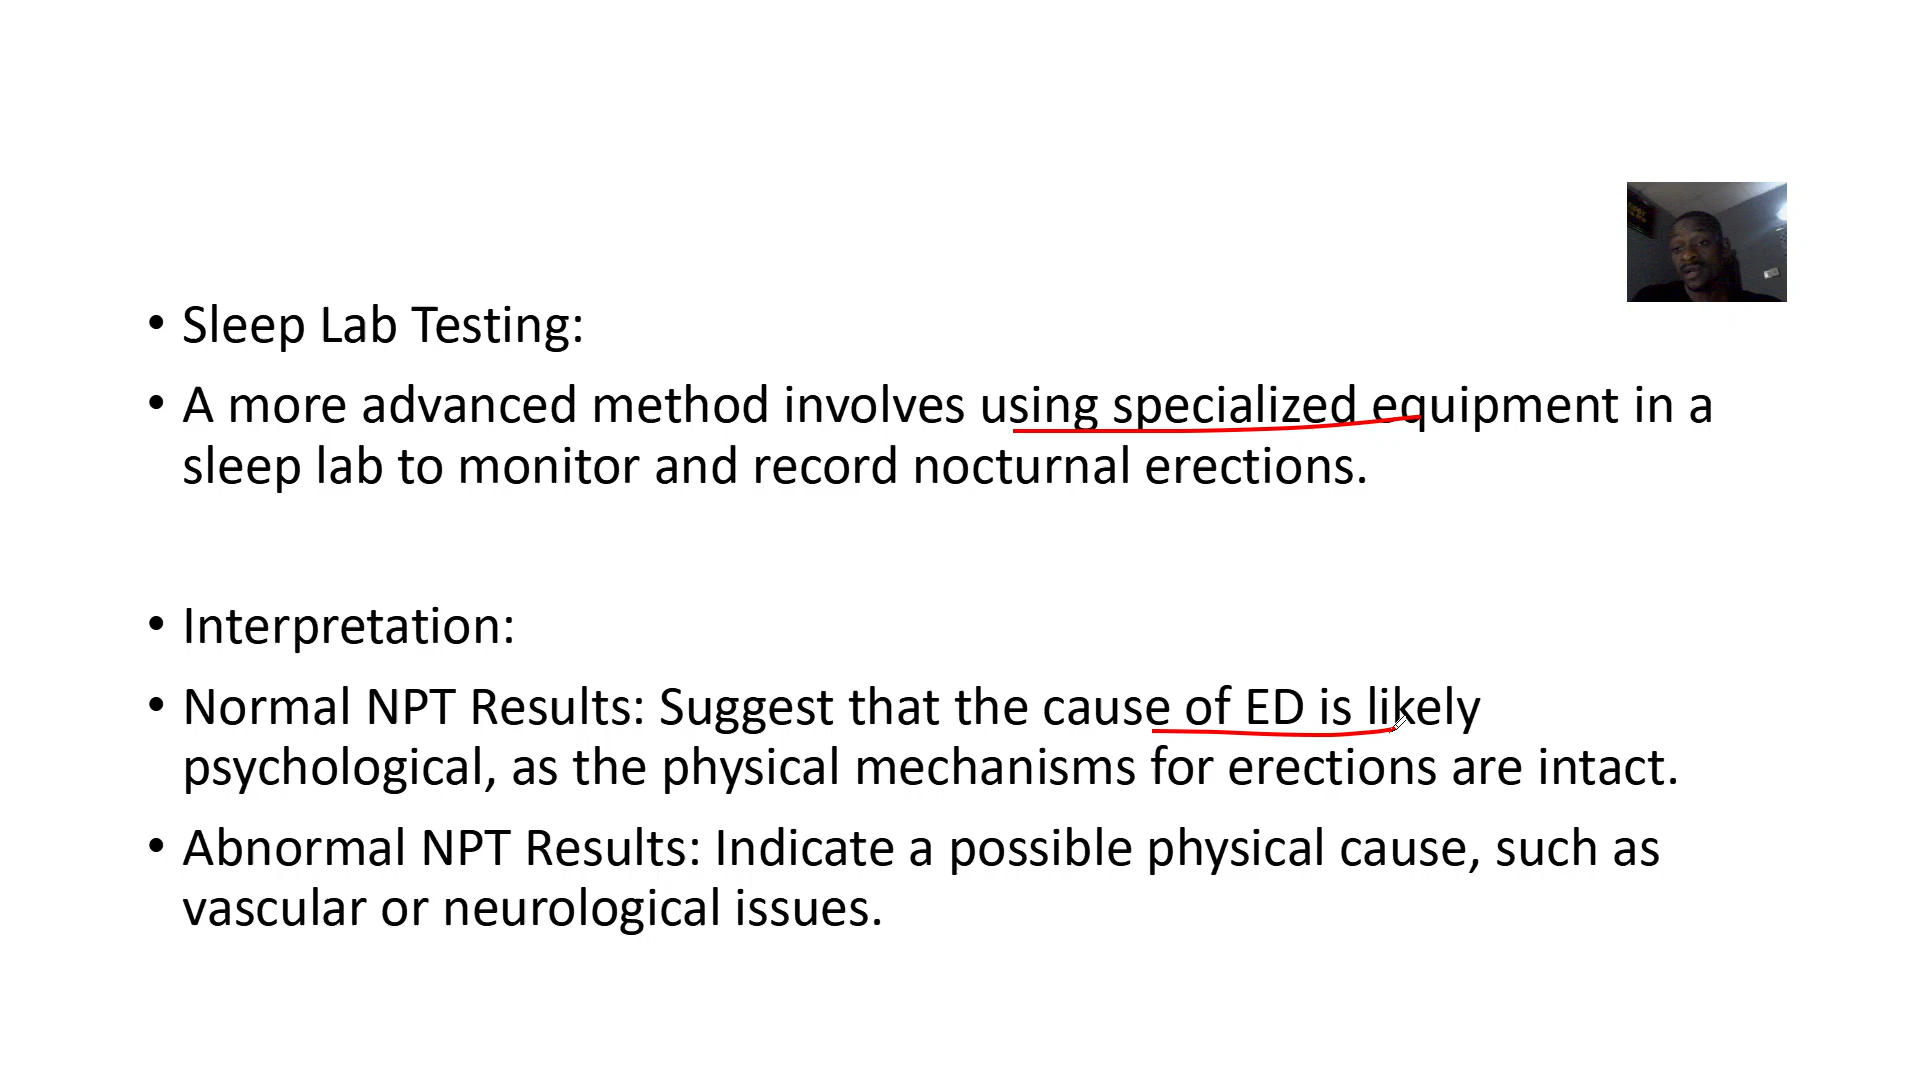 • Sleep Lab Testing:
• A more advanced method involves using specialized equipment in a
sleep lab to monitor and record nocturnal erections.
• Interpretation:
• Normal NPT Results: Suggest that the cause of ED is likely
psychological, as the physical mechanisms for erections are intact.
• Abnormal NPT Results: Indicate a possible physical cause, such as
vascular or neurological issues.